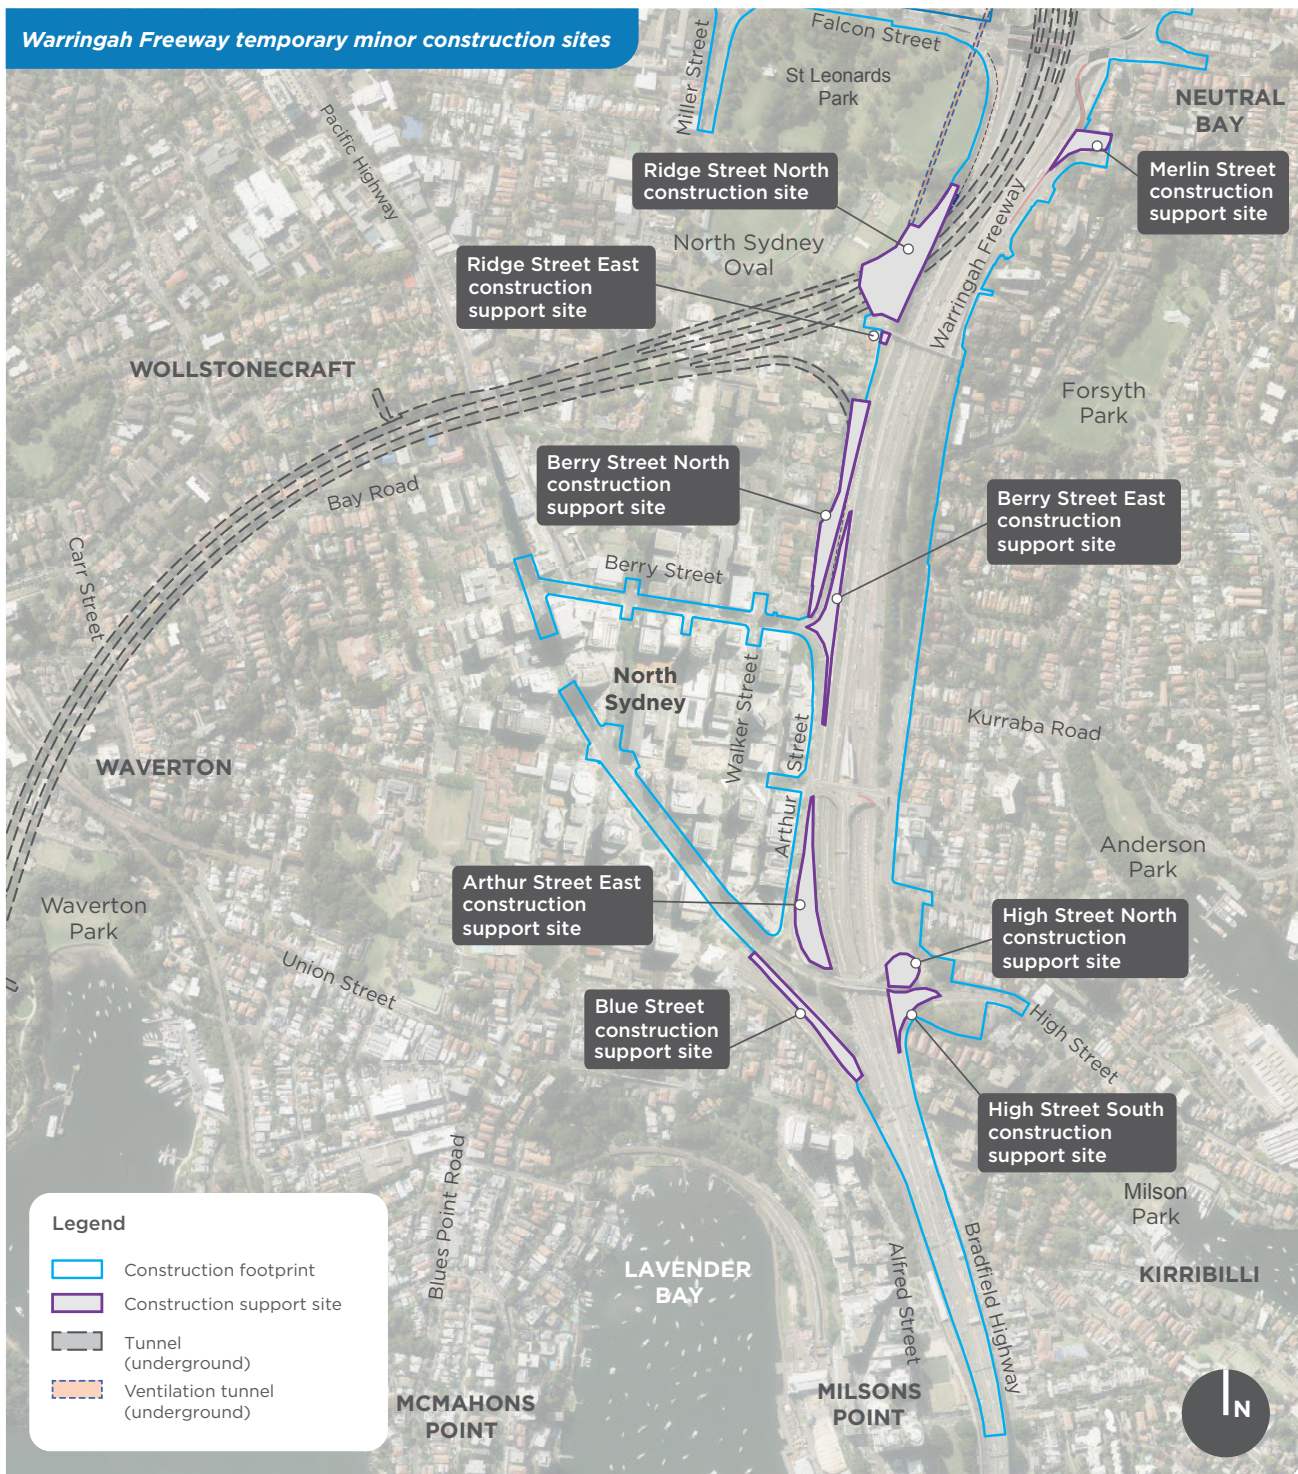 Warringah Freeway temporary minor construction sites
Miller Street
Falcon Street
St Leonards
Park
NEUTRAL
BAY
Pacific Highway
Ridge Street North
construction site
Merlin Street
construction
support site
Warringah Freeway
North Sydney
Oval
Ridge Street East
construction
support site
WOLLSTONECRAFT
Forsyth
Park
Berry Street North
construction
support site
Bay Road
Berry Street East
construction
support site
Carr Street
Berry Street
North
Sydney
Walker Street
Arthur
Street
Kurraba Road
WAVERTON
Anderson
Park
Waverton
Park
Arthur Street East
construction
support site
High Street North
construction
support site
Union Street
Blue Street
construction
support site
High Street
High Street South
construction
support site
Blues Point Road
Milson
Park
Legend
Construction footprint
Construction support site
Tunnel
(underground)
Ventilation tunnel
(underground)
LAVENDER
BAY
Alfred Street
Bradfield Highway
KIRRIBILLI
MCMAHONS
POINT
MILSONS
POINT
N